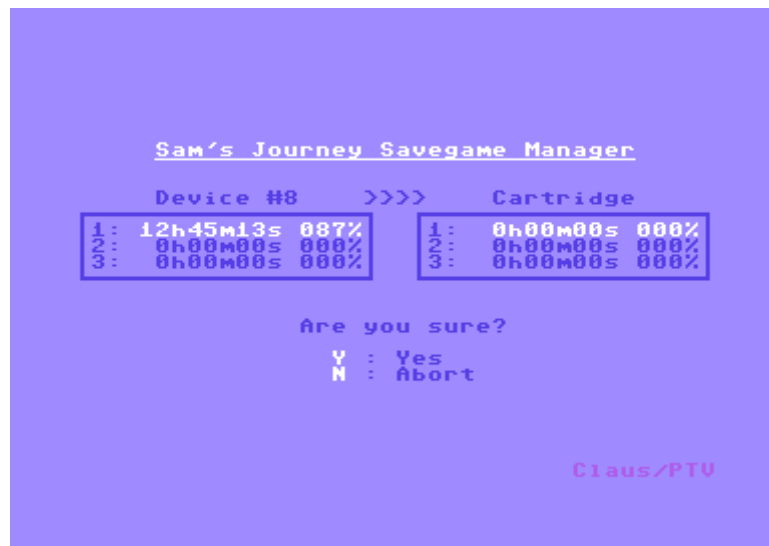 Sam's Journey Savegame Manager
Device #8 >>>> Cartridge
1: 12h45m13s 087% 1: 0h00m00s 000%
2: 0h00m00s 000% 2: 0h00m00s 000%
3: 0h00m00s 000% 3: 0h00m00s 000%
Are you sure?
Y : Yes
N : Abort
Claus/PTV